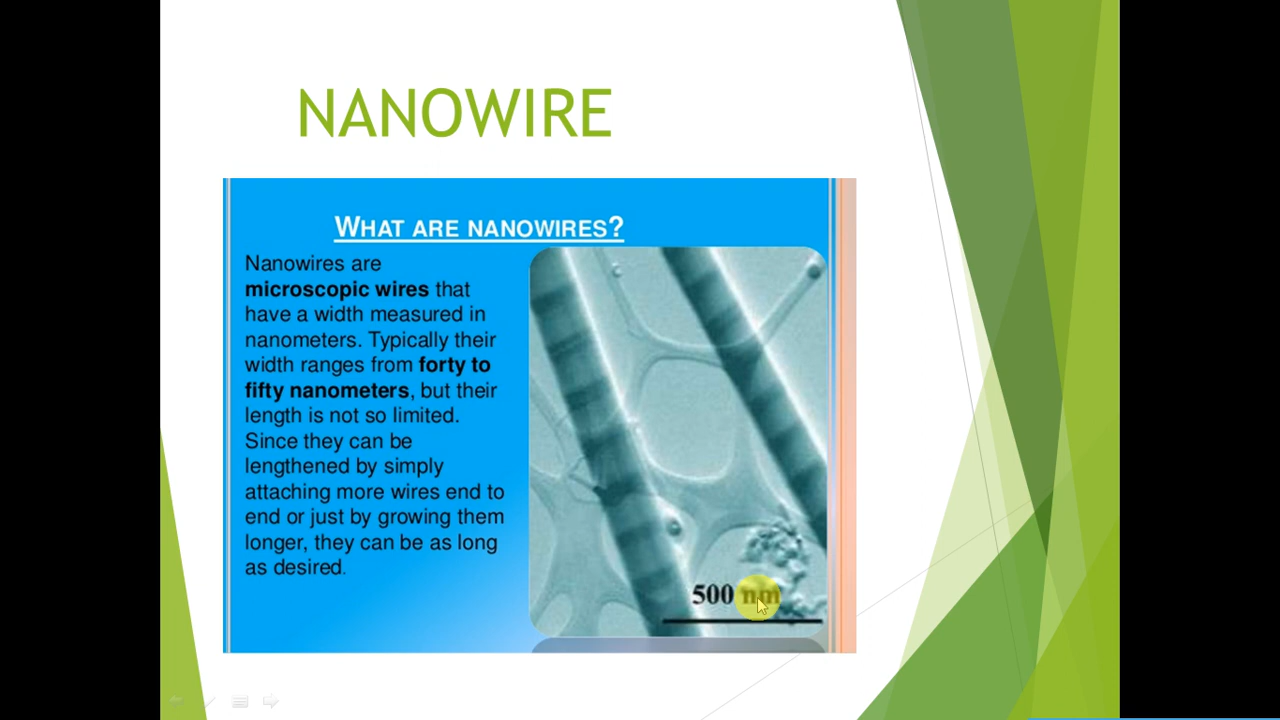 NANOWIRE
WHAT ARE NANOWIRES?
Nanowires are
microscopic wires that
have a width measured in
nanometers. Typically their
width ranges from forty to
fifty nanometers, but their
length is not so limited.
Since they can be
lengthened by simply
attaching more wires end to
end or just by growing them
longer, they can be as long
as desired.
500 nm